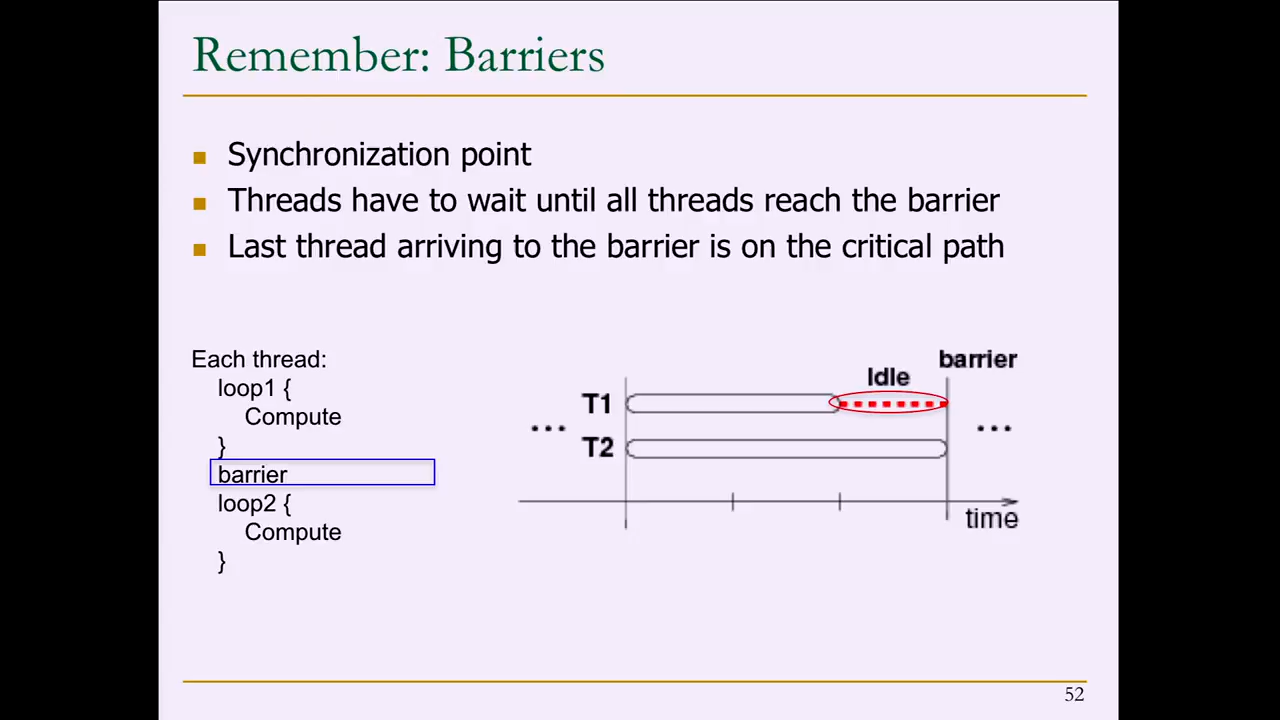 Remember: Barriers
Synchronization point
Threads have to wait until all threads reach the barrier
Last thread arriving to the barrier is on the critical path
Each thread:
loop1 {
Compute
}
barrier
loop2 {
Compute
}
barrier
Idle
T1
... ...
T2
time
52